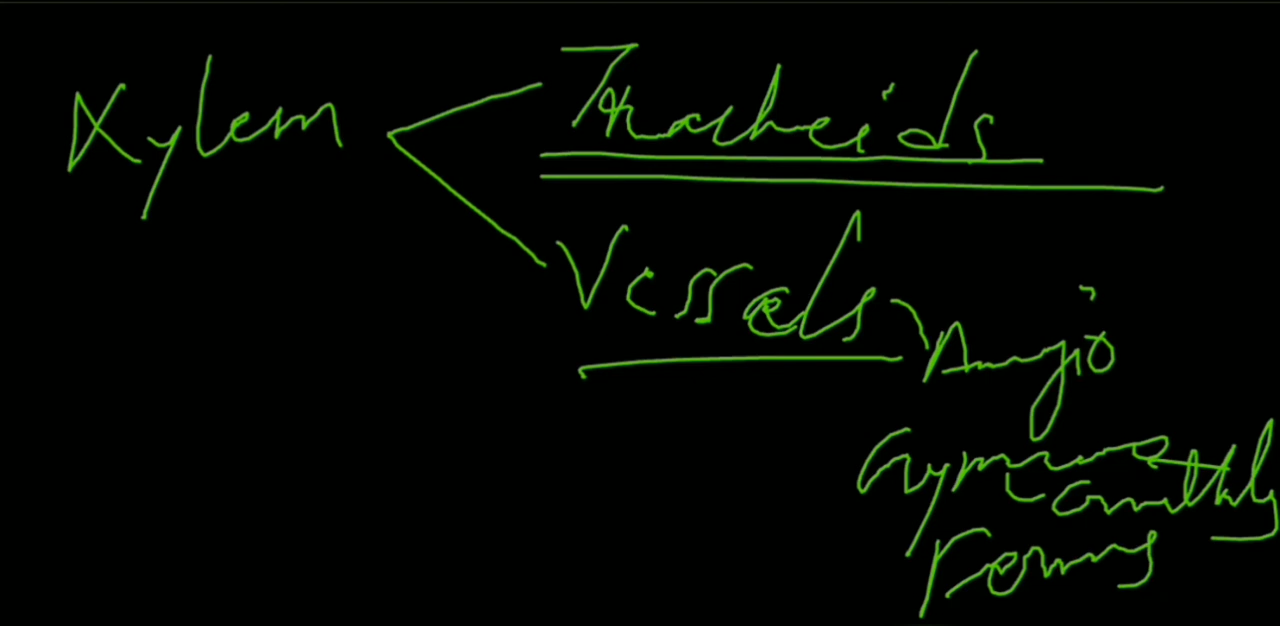 Xylem
Tracheids
Vessels
Angio
Gymno
Ferns